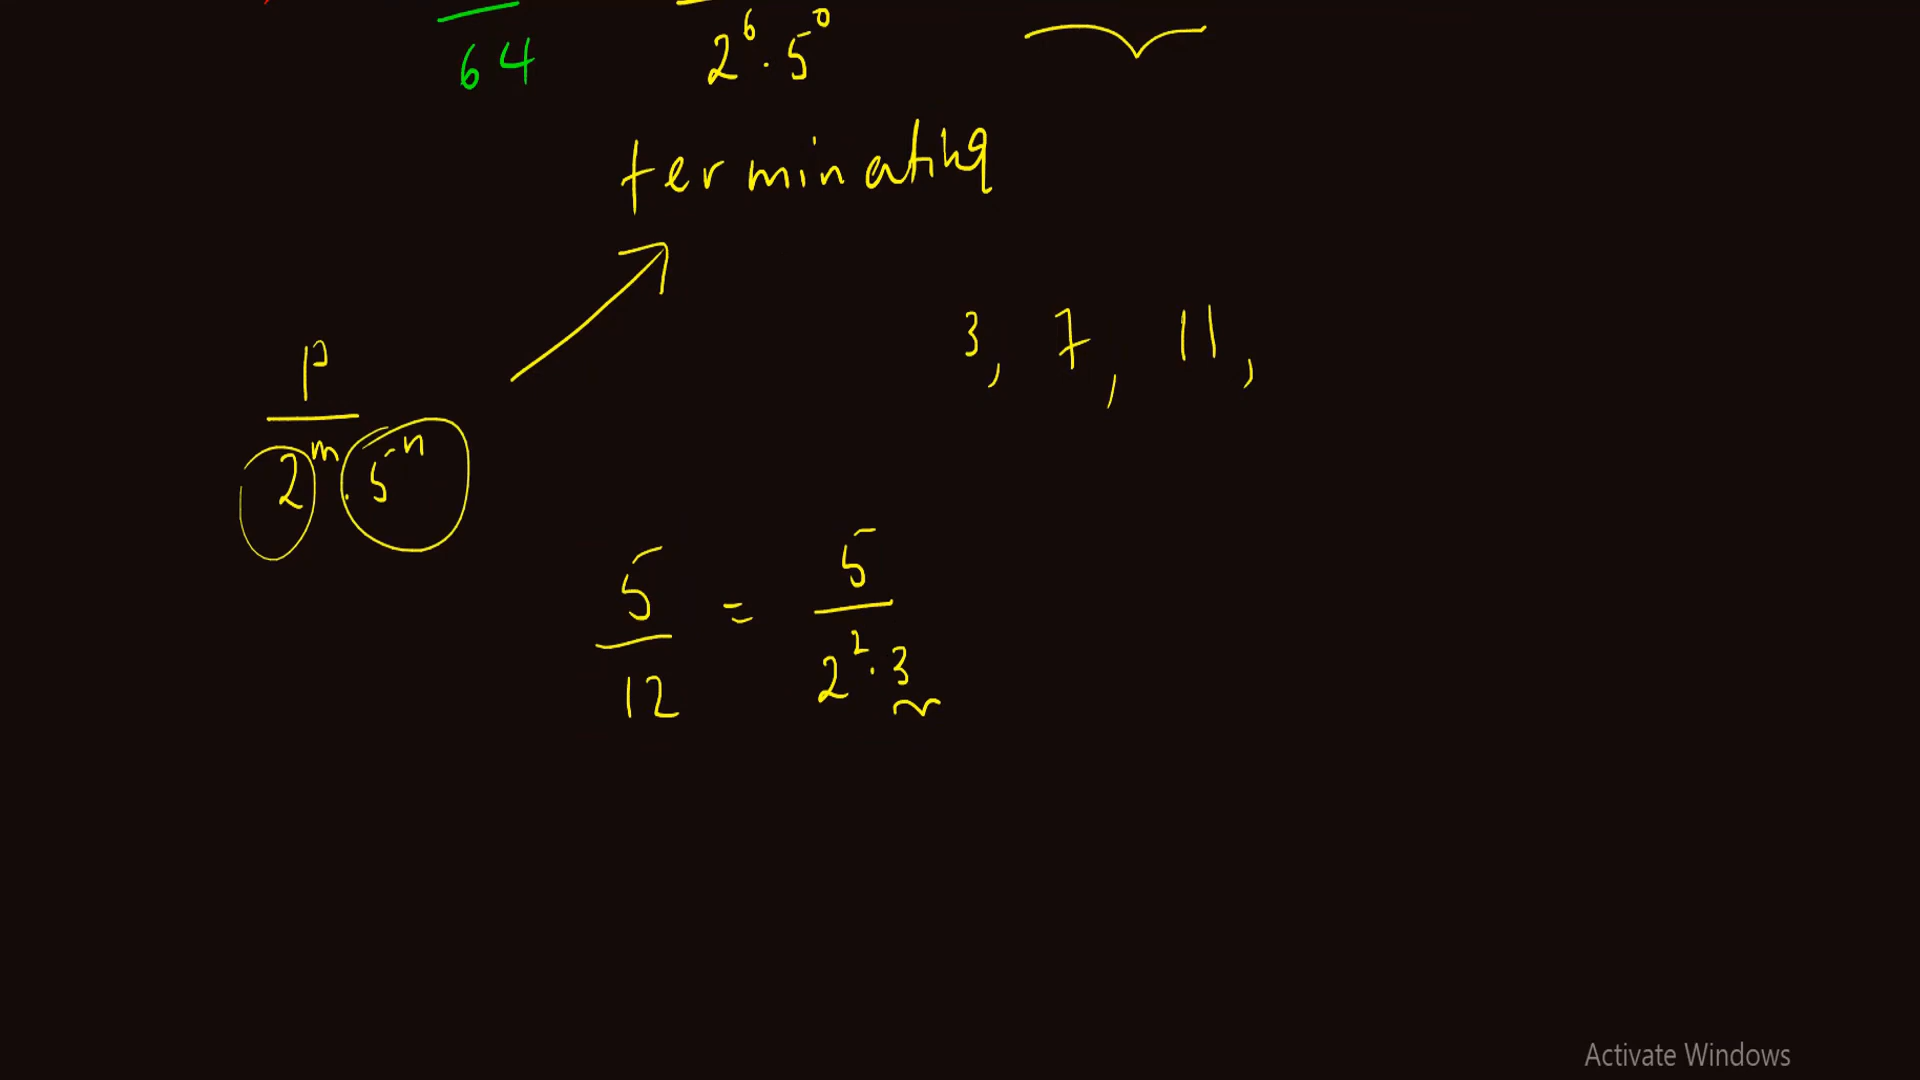 64 2^6 . 5^0
terminating
3, 7, 11,
P / 2^m . 5^n
5/12 = 5 / 2^2 . 3
Activate Windows